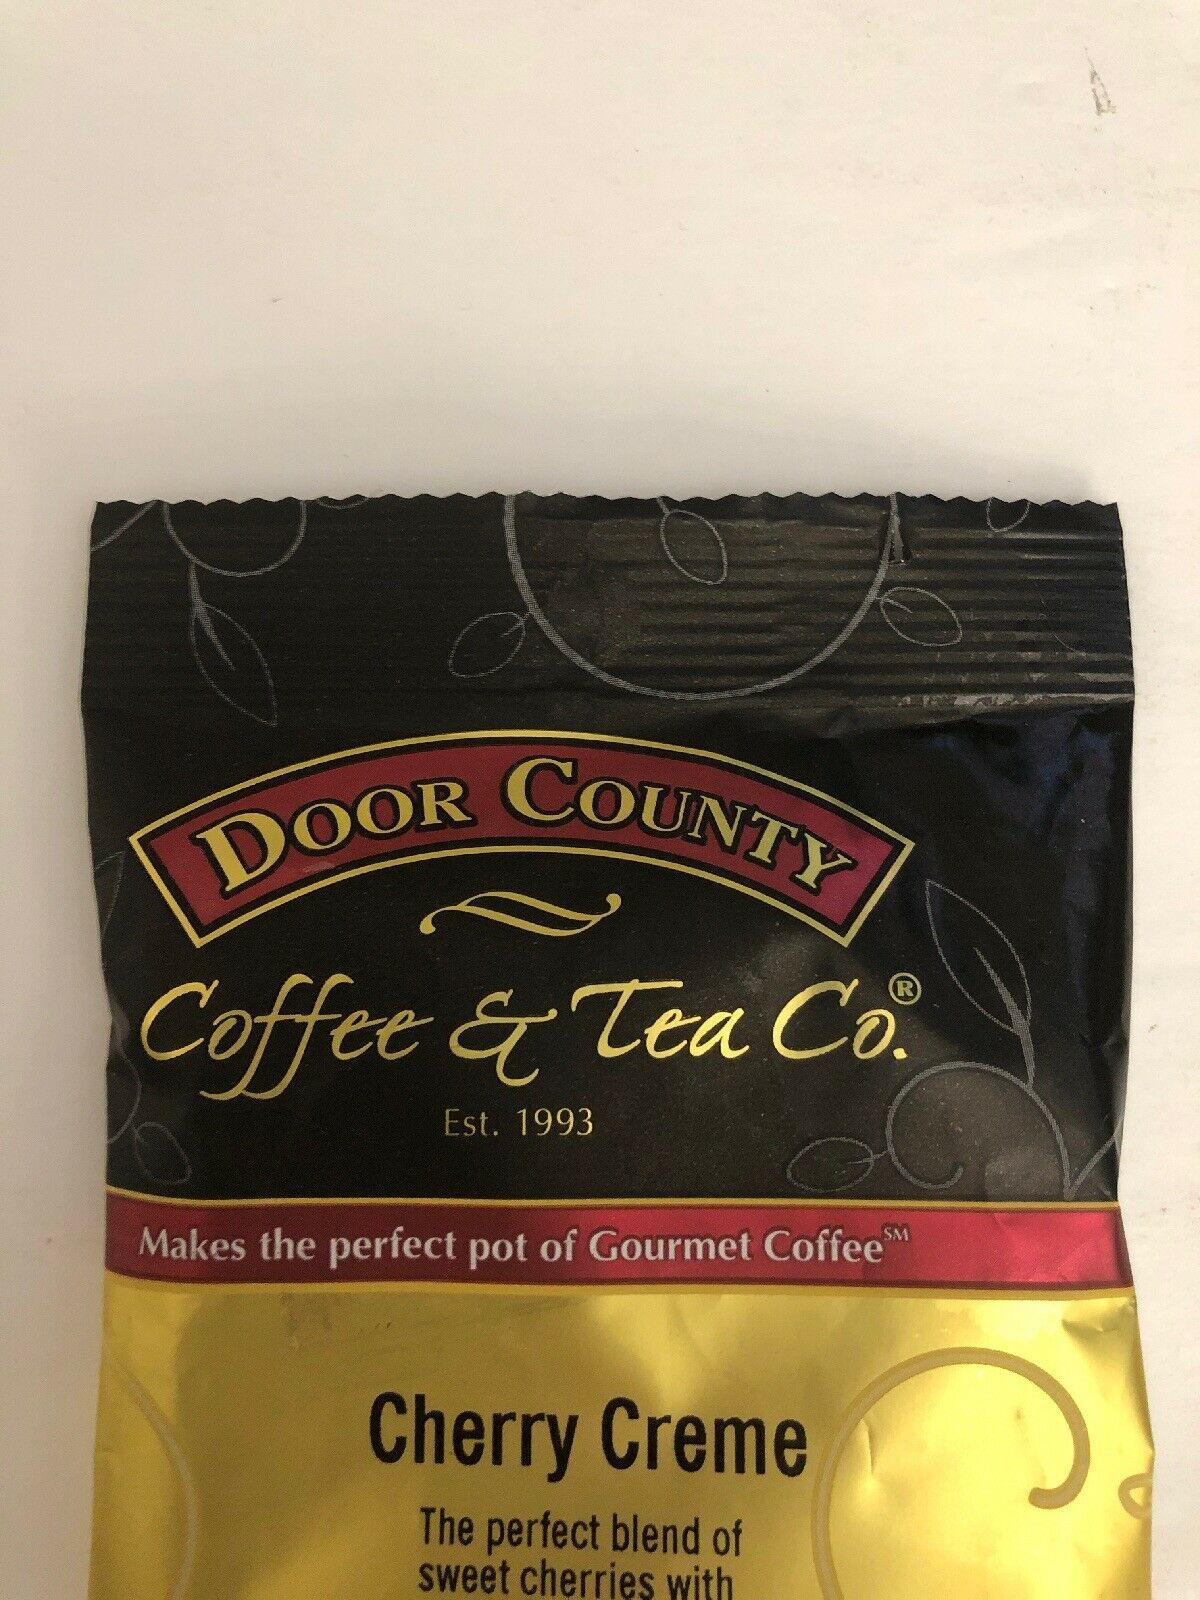 DOOR COUNTY
Coffee & Tea Co.®
Est. 1993
Makes the perfect pot of Gourmet Coffee℠
Cherry Creme
The perfect blend of
sweet cherries with